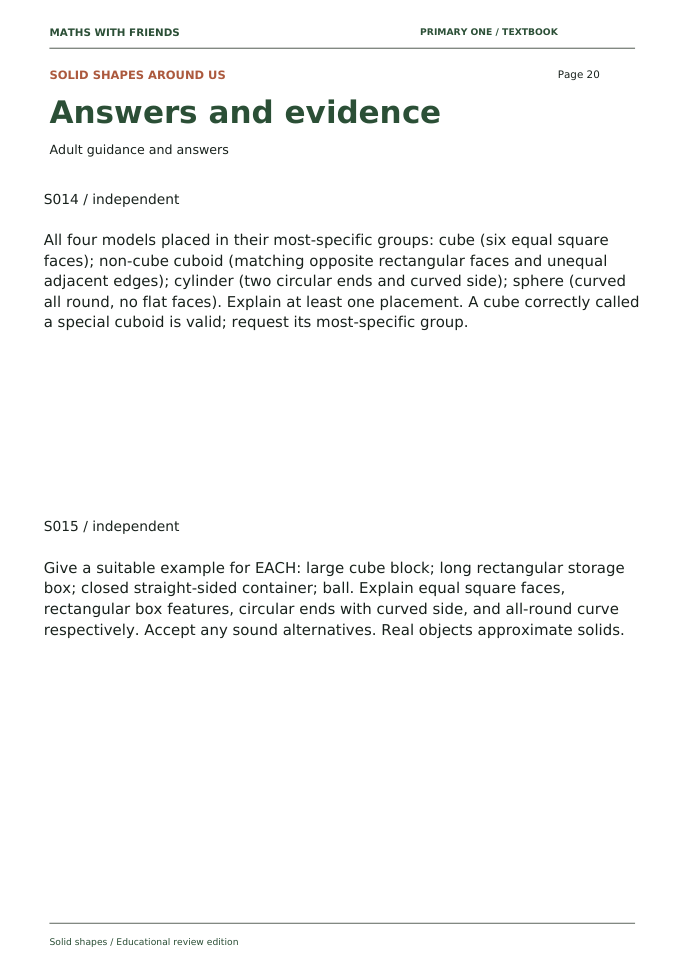 MATHS WITH FRIENDS
PRIMARY ONE / TEXTBOOK
SOLID SHAPES AROUND US
Page 20
Answers and evidence
Adult guidance and answers
S014 / independent
All four models placed in their most-specific groups: cube (six equal square
faces); non-cube cuboid (matching opposite rectangular faces and unequal
adjacent edges); cylinder (two circular ends and curved side); sphere (curved
all round, no flat faces). Explain at least one placement. A cube correctly called
a special cuboid is valid; request its most-specific group.
S015 / independent
Give a suitable example for EACH: large cube block; long rectangular storage
box; closed straight-sided container; ball. Explain equal square faces,
rectangular box features, circular ends with curved side, and all-round curve
respectively. Accept any sound alternatives. Real objects approximate solids.
Solid shapes / Educational review edition